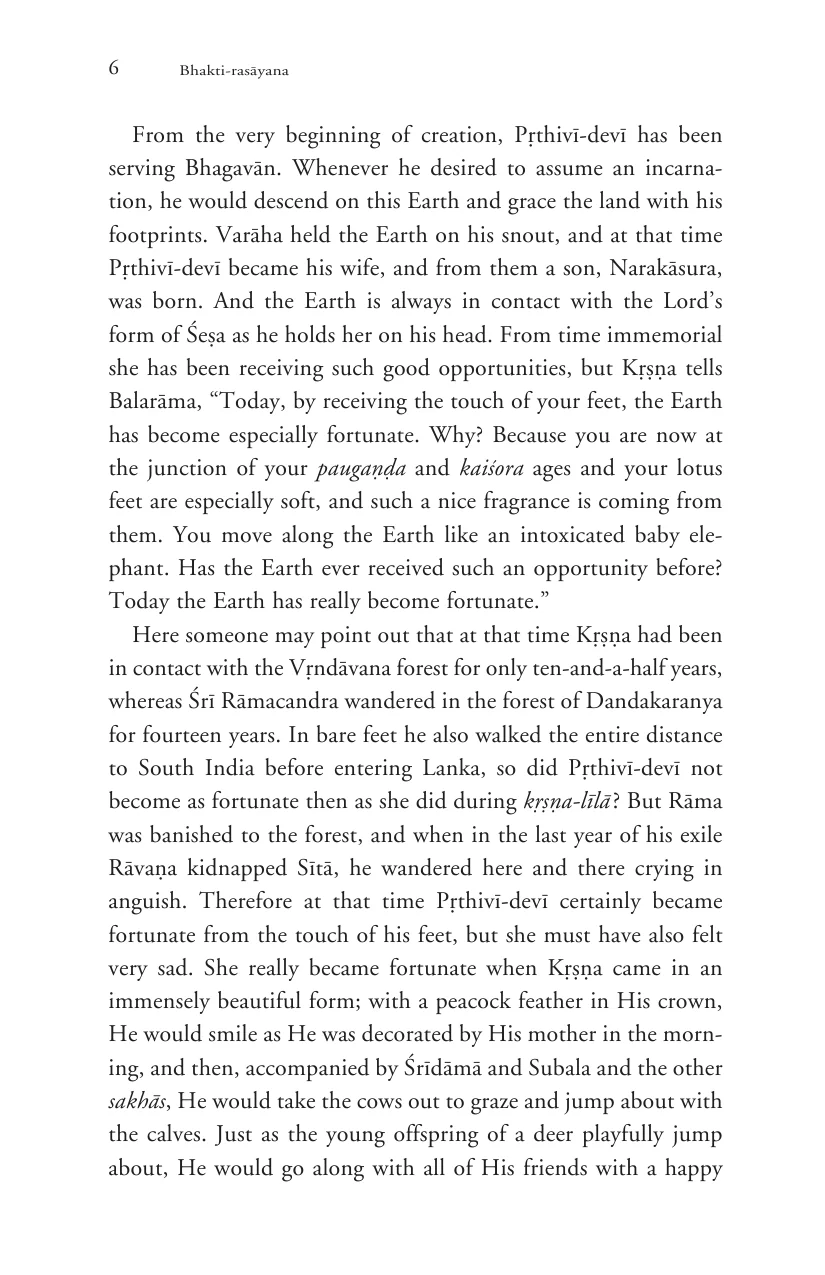 6 Bhakti-rasāyana
From the very beginning of creation, Pṛthivī-devī has been
serving Bhagavān. Whenever he desired to assume an incarna-
tion, he would descend on this Earth and grace the land with his
footprints. Varāha held the Earth on his snout, and at that time
Pṛthivī-devī became his wife, and from them a son, Narakāsura,
was born. And the Earth is always in contact with the Lord’s
form of Śeṣa as he holds her on his head. From time immemorial
she has been receiving such good opportunities, but Kṛṣṇa tells
Balarāma, “Today, by receiving the touch of your feet, the Earth
has become especially fortunate. Why? Because you are now at
the junction of your paugaṇḍa and kaiśora ages and your lotus
feet are especially soft, and such a nice fragrance is coming from
them. You move along the Earth like an intoxicated baby ele-
phant. Has the Earth ever received such an opportunity before?
Today the Earth has really become fortunate.”
Here someone may point out that at that time Kṛṣṇa had been
in contact with the Vṛndāvana forest for only ten-and-a-half years,
whereas Śrī Rāmacandra wandered in the forest of Dandakaranya
for fourteen years. In bare feet he also walked the entire distance
to South India before entering Lanka, so did Pṛthivī-devī not
become as fortunate then as she did during kṛṣṇa-līlā? But Rāma
was banished to the forest, and when in the last year of his exile
Rāvaṇa kidnapped Sītā, he wandered here and there crying in
anguish. Therefore at that time Pṛthivī-devī certainly became
fortunate from the touch of his feet, but she must have also felt
very sad. She really became fortunate when Kṛṣṇa came in an
immensely beautiful form; with a peacock feather in His crown,
He would smile as He was decorated by His mother in the morn-
ing, and then, accompanied by Śrīdāmā and Subala and the other
sakhās, He would take the cows out to graze and jump about with
the calves. Just as the young offspring of a deer playfully jump
about, He would go along with all of His friends with a happy